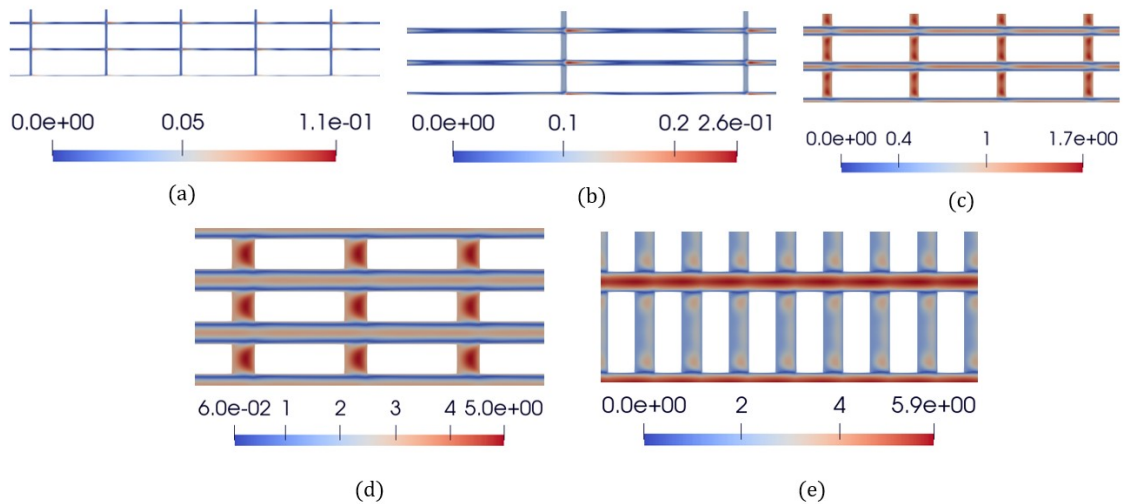 0.0e+00 0.05 1.1e-01
(a)
0.0e+00 0.1 0.2 2.6e-01
(b)
0.0e+00 0.4 1 1.7e+00
(c)
6.0e-02 1 2 3 4 5.0e+00
(d)
0.0e+00 2 4 5.9e+00
(e)